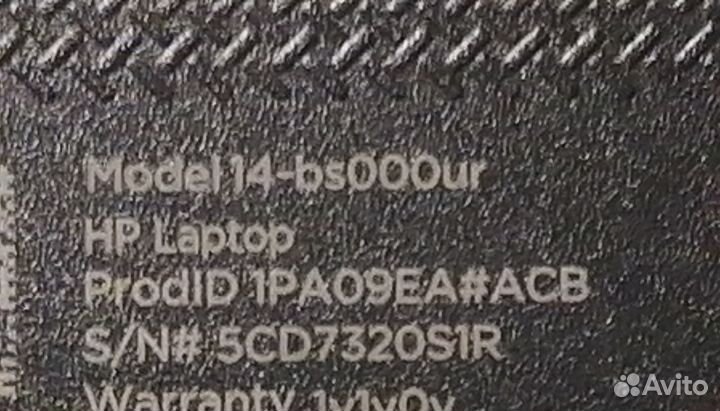 Model 14-bs000ur
HP Laptop
ProdID 1PA09EA#ACB
S/N# 5CD7320S1R
Warranty 1y1y0y
Avito